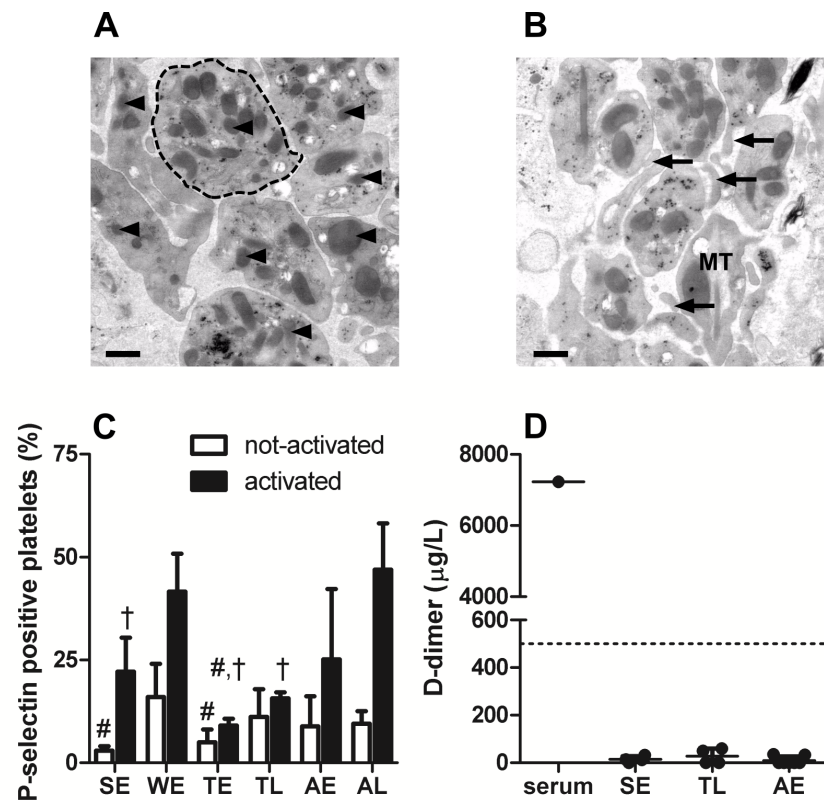 A
B
MT
C
D
P-selectin positive platelets (%)
75
50
25
0
not-activated
activated
#
†
#
#,†
†
SE WE TE TL AE AL
D-dimer (μg/L)
8000
6000
4000
600
400
200
0
serum SE TL AE